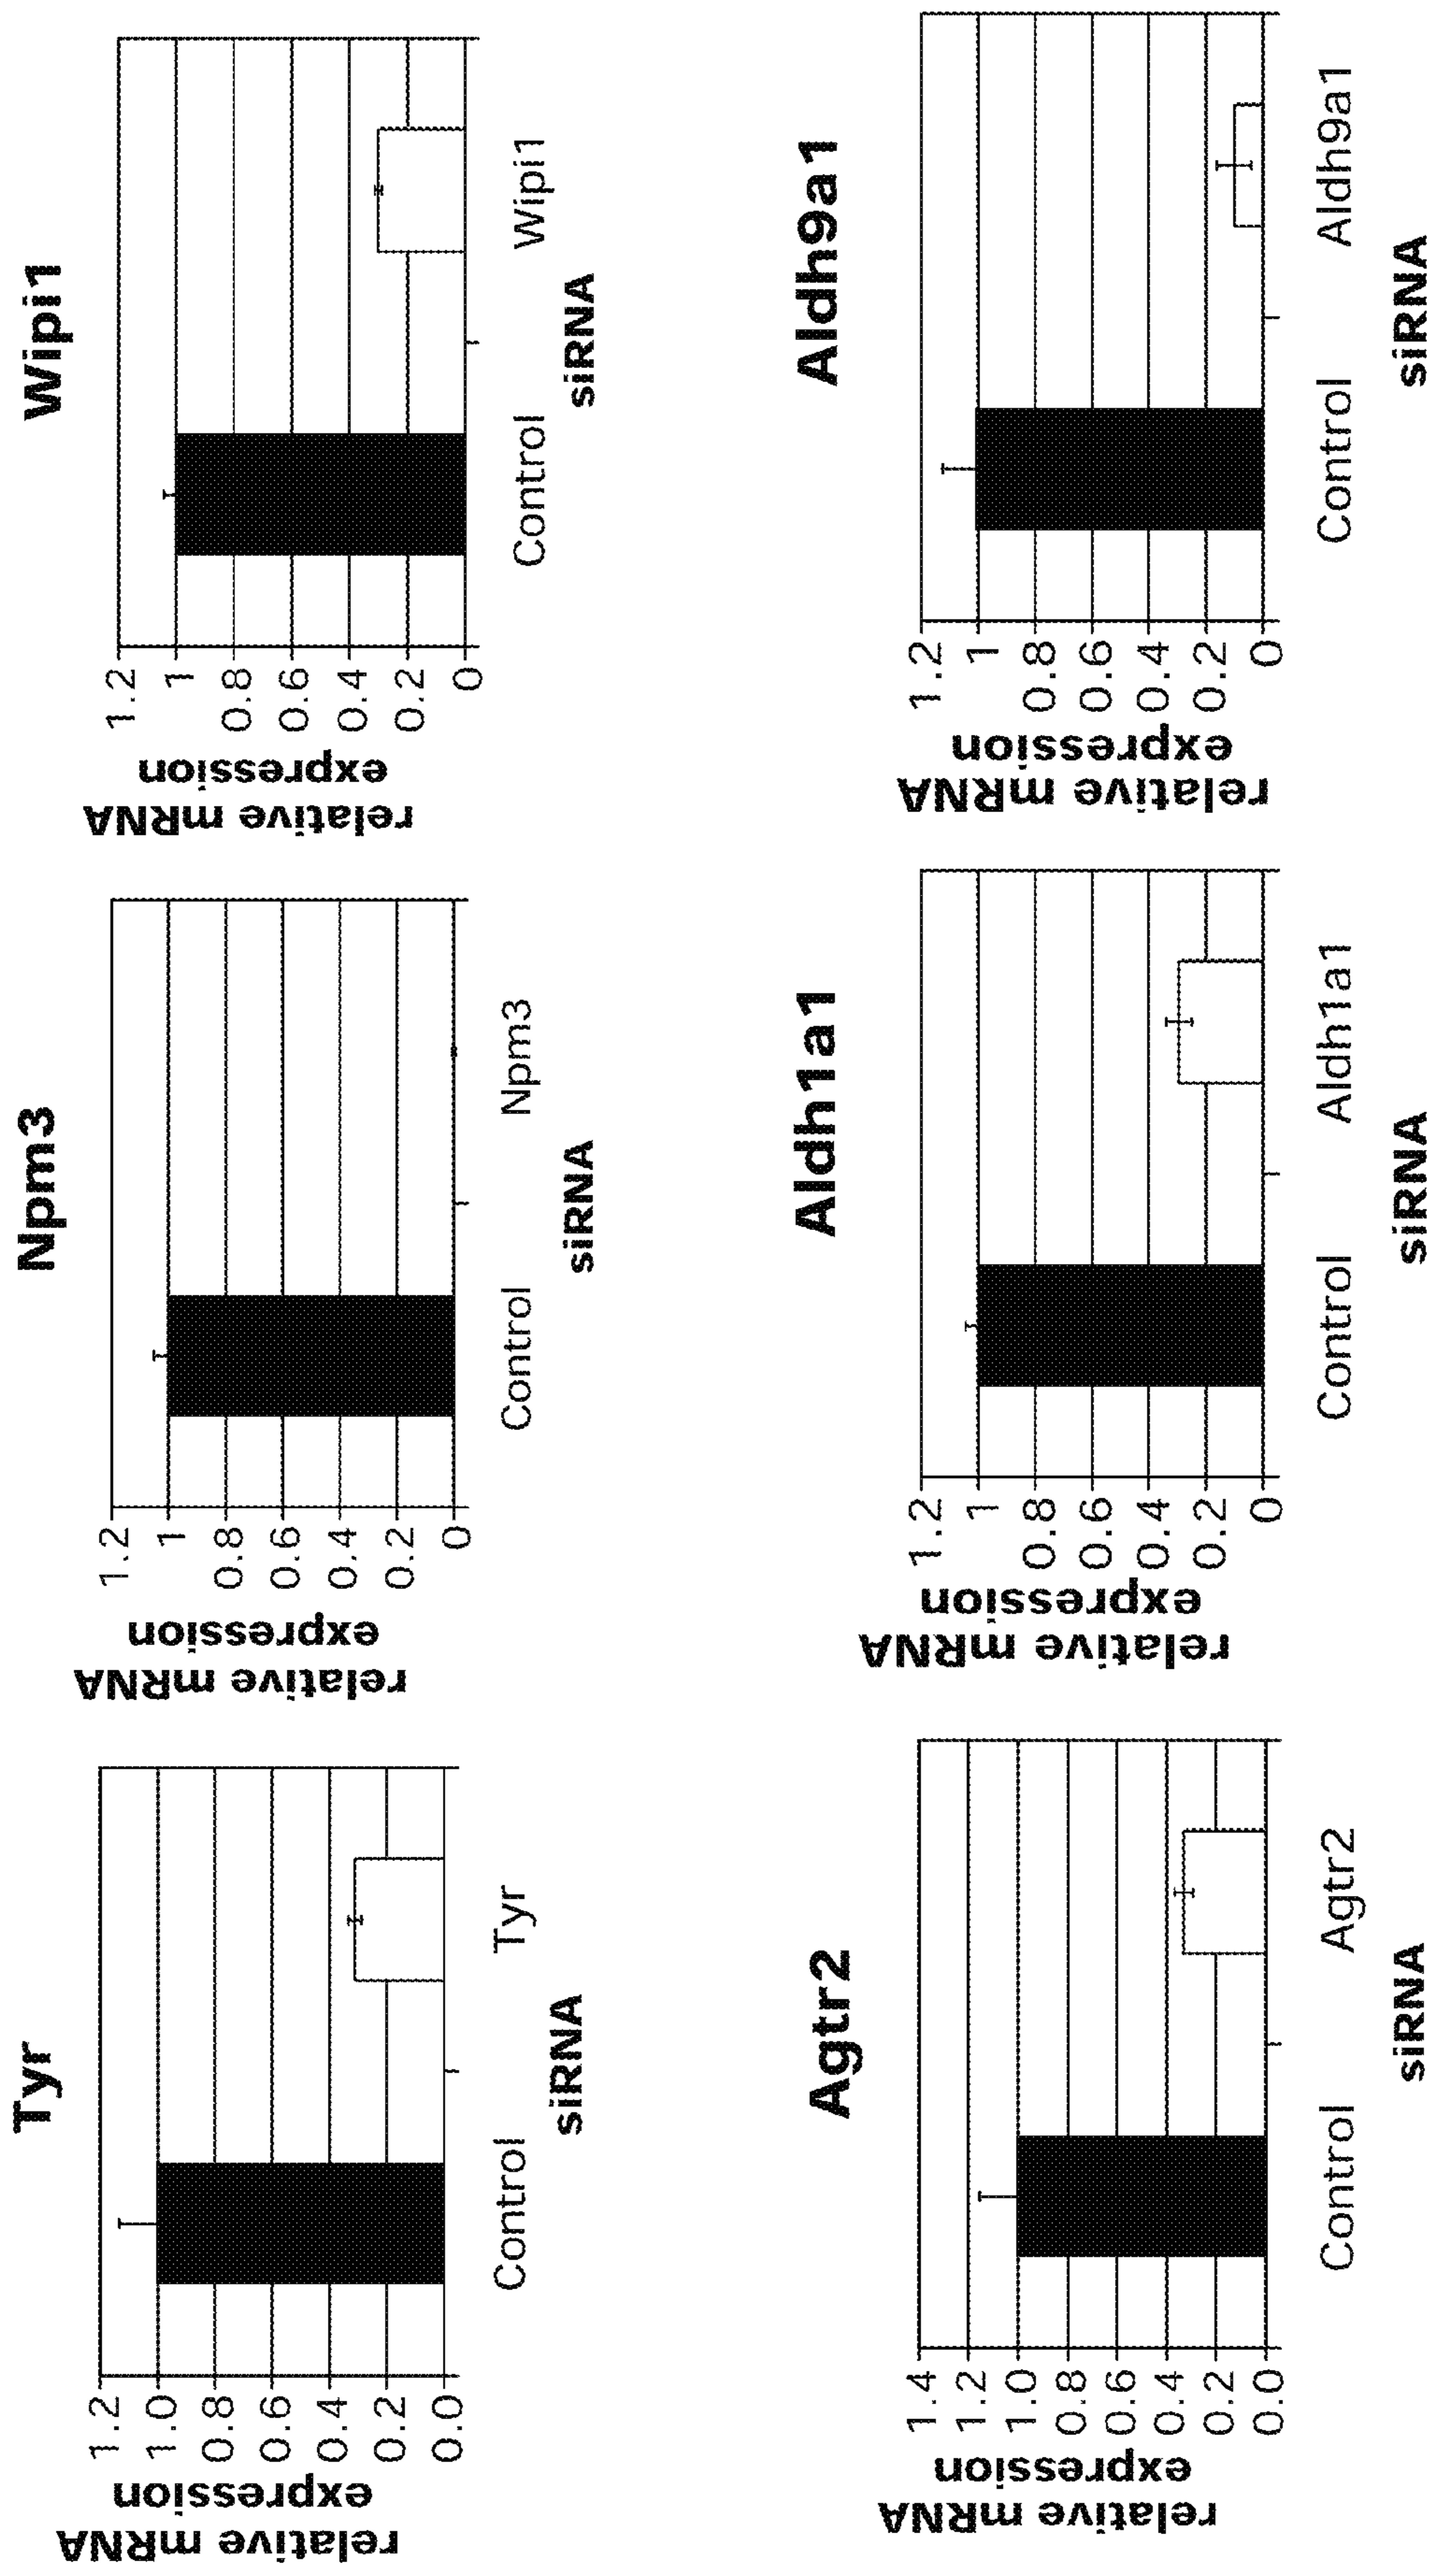 Tyr
relative mRNA
expression
1.2
1.0
0.8
0.6
0.4
0.2
0.0
Control
Tyr
siRNA
Npm3
relative mRNA
expression
1.2
1
0.8
0.6
0.4
0.2
0
Control
Npm3
siRNA
Wipi1
relative mRNA
expression
1.2
1
0.8
0.6
0.4
0.2
0
Control
Wipi1
siRNA
Agtr2
relative mRNA
expression
1.4
1.2
1.0
0.8
0.6
0.4
0.2
0.0
Control
Agtr2
siRNA
Aldh1a1
relative mRNA
expression
1.2
1
0.8
0.6
0.4
0.2
0
Control
Aldh1a1
siRNA
Aldh9a1
relative mRNA
expression
1.2
1
0.8
0.6
0.4
0.2
0
Control
Aldh9a1
siRNA